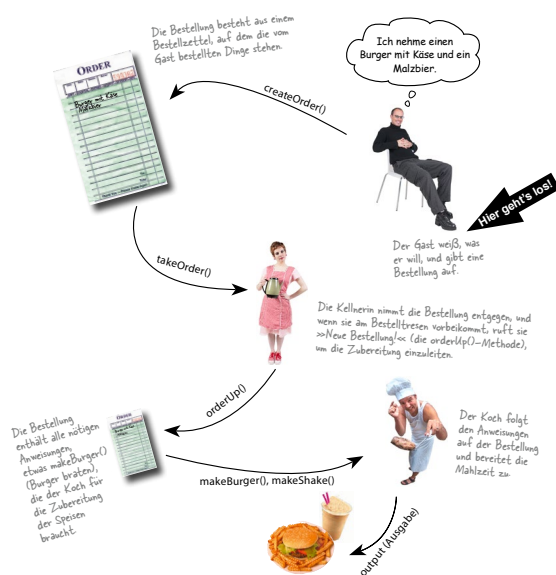 Die Bestellung besteht aus einem
Bestellzettel, auf dem die vom
Gast bestellten Dinge stehen.
Ich nehme einen
Burger mit Käse und ein
Malzbier.
ORDER
Burger mit Käse
Malzbier
createOrder()
Hier geht's los!
Der Gast weiß, was
er will, und gibt eine
Bestellung auf.
takeOrder()
Die Kellnerin nimmt die Bestellung entgegen, und
wenn sie am Bestelltresen vorbeikommt, ruft sie
>>Neue Bestellung!<< (die orderUp()-Methode),
um die Zubereitung einzuleiten.
orderUp()
Die Bestellung
enthält alle nötigen
Anweisungen,
etwas makeBurger()
(Burger braten),
die der Koch für
die Zubereitung
der Speisen
braucht.
ORDER
makeBurger(), makeShake()
Der Koch folgt
den Anweisungen
auf der Bestellung
und bereitet die
Mahlzeit zu.
output (Ausgabe)